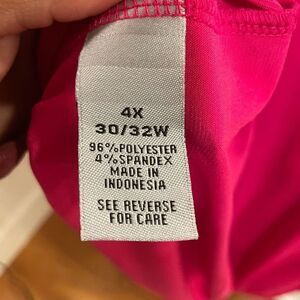 4X
30/32W
96%POLYESTER
4%SPANDEX
MADE IN
INDONESIA
SEE REVERSE
FOR CARE